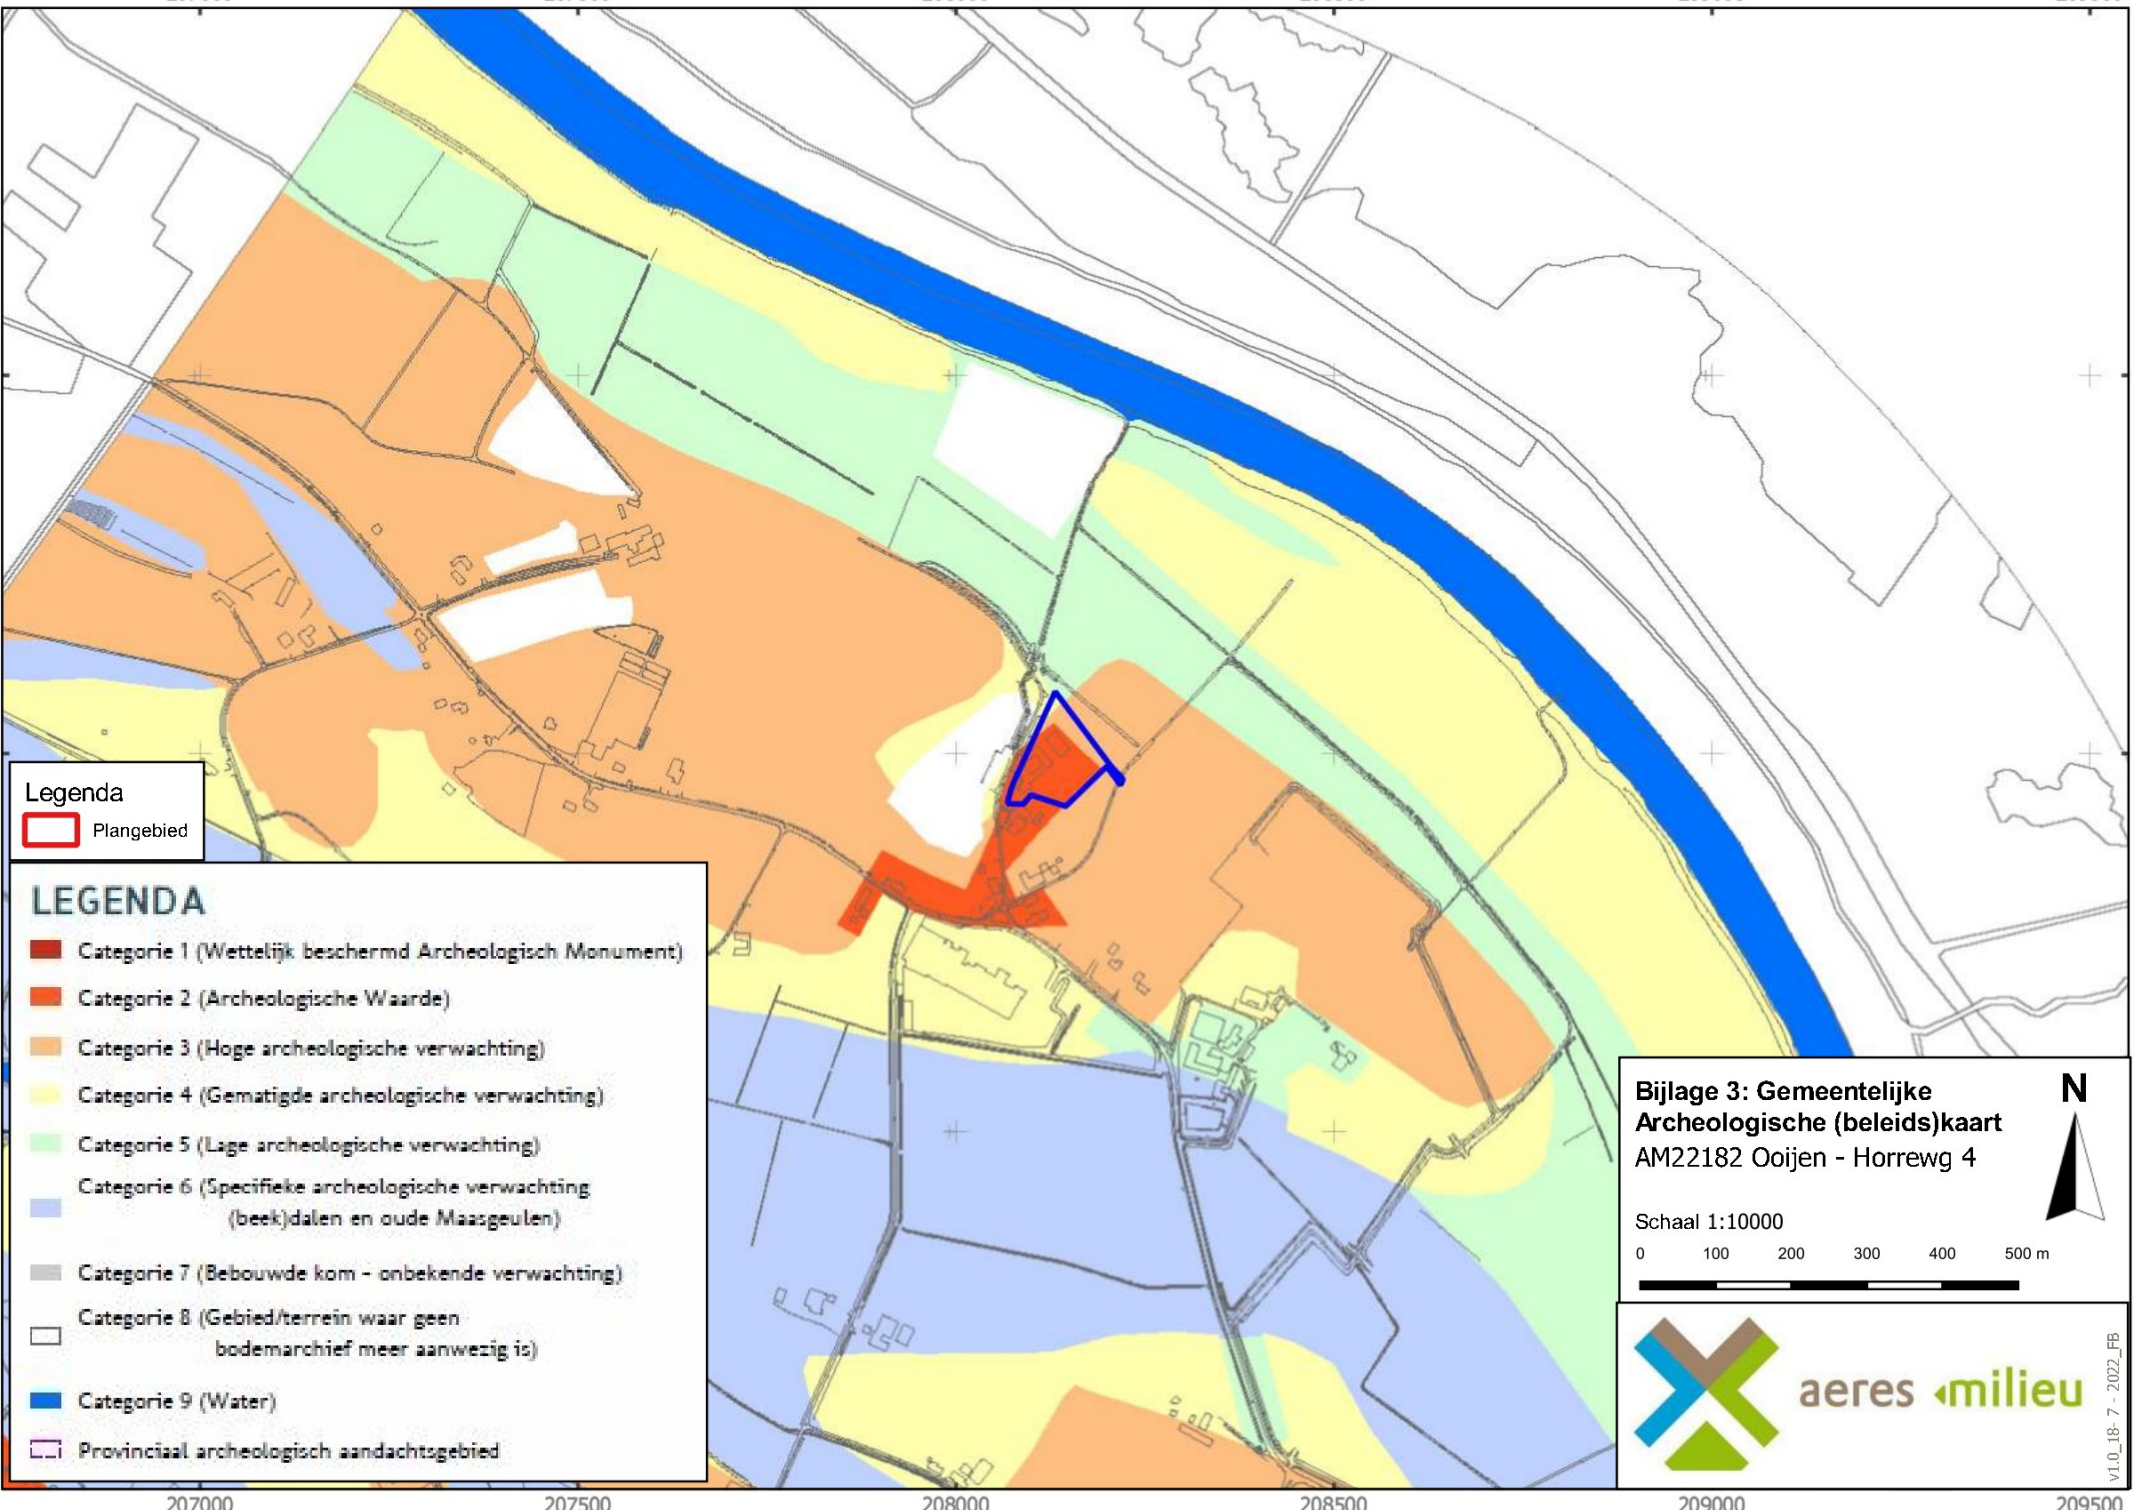 Legenda
Plangebied
LEGENDA
Categorie 1 (Wettelijk beschermd Archeologisch Monument)
Categorie 2 (Archeologische Waarde)
Categorie 3 (Hoge archeologische verwachting)
Categorie 4 (Gematigde archeologische verwachting)
Categorie 5 (Lage archeologische verwachting)
Categorie 6 (Specifieke archeologische verwachting
(beek)dalen en oude Maasgeulen)
Categorie 7 (Bebouwde kom - onbekende verwachting)
Categorie 8 (Gebied/terrein waar geen
bodemarchief meer aanwezig is)
Categorie 9 (Water)
Provinciaal archeologisch aandachtsgebied
Bijlage 3: Gemeentelijke
Archeologische (beleids)kaart
AM22182 Ooijen - Horrewg 4
N
Schaal 1:10000
0 100 200 300 400 500 m
aeres milieu
v1.0_18- 7 - 2022_FB
207000 207500 208000 208500 209000 209500